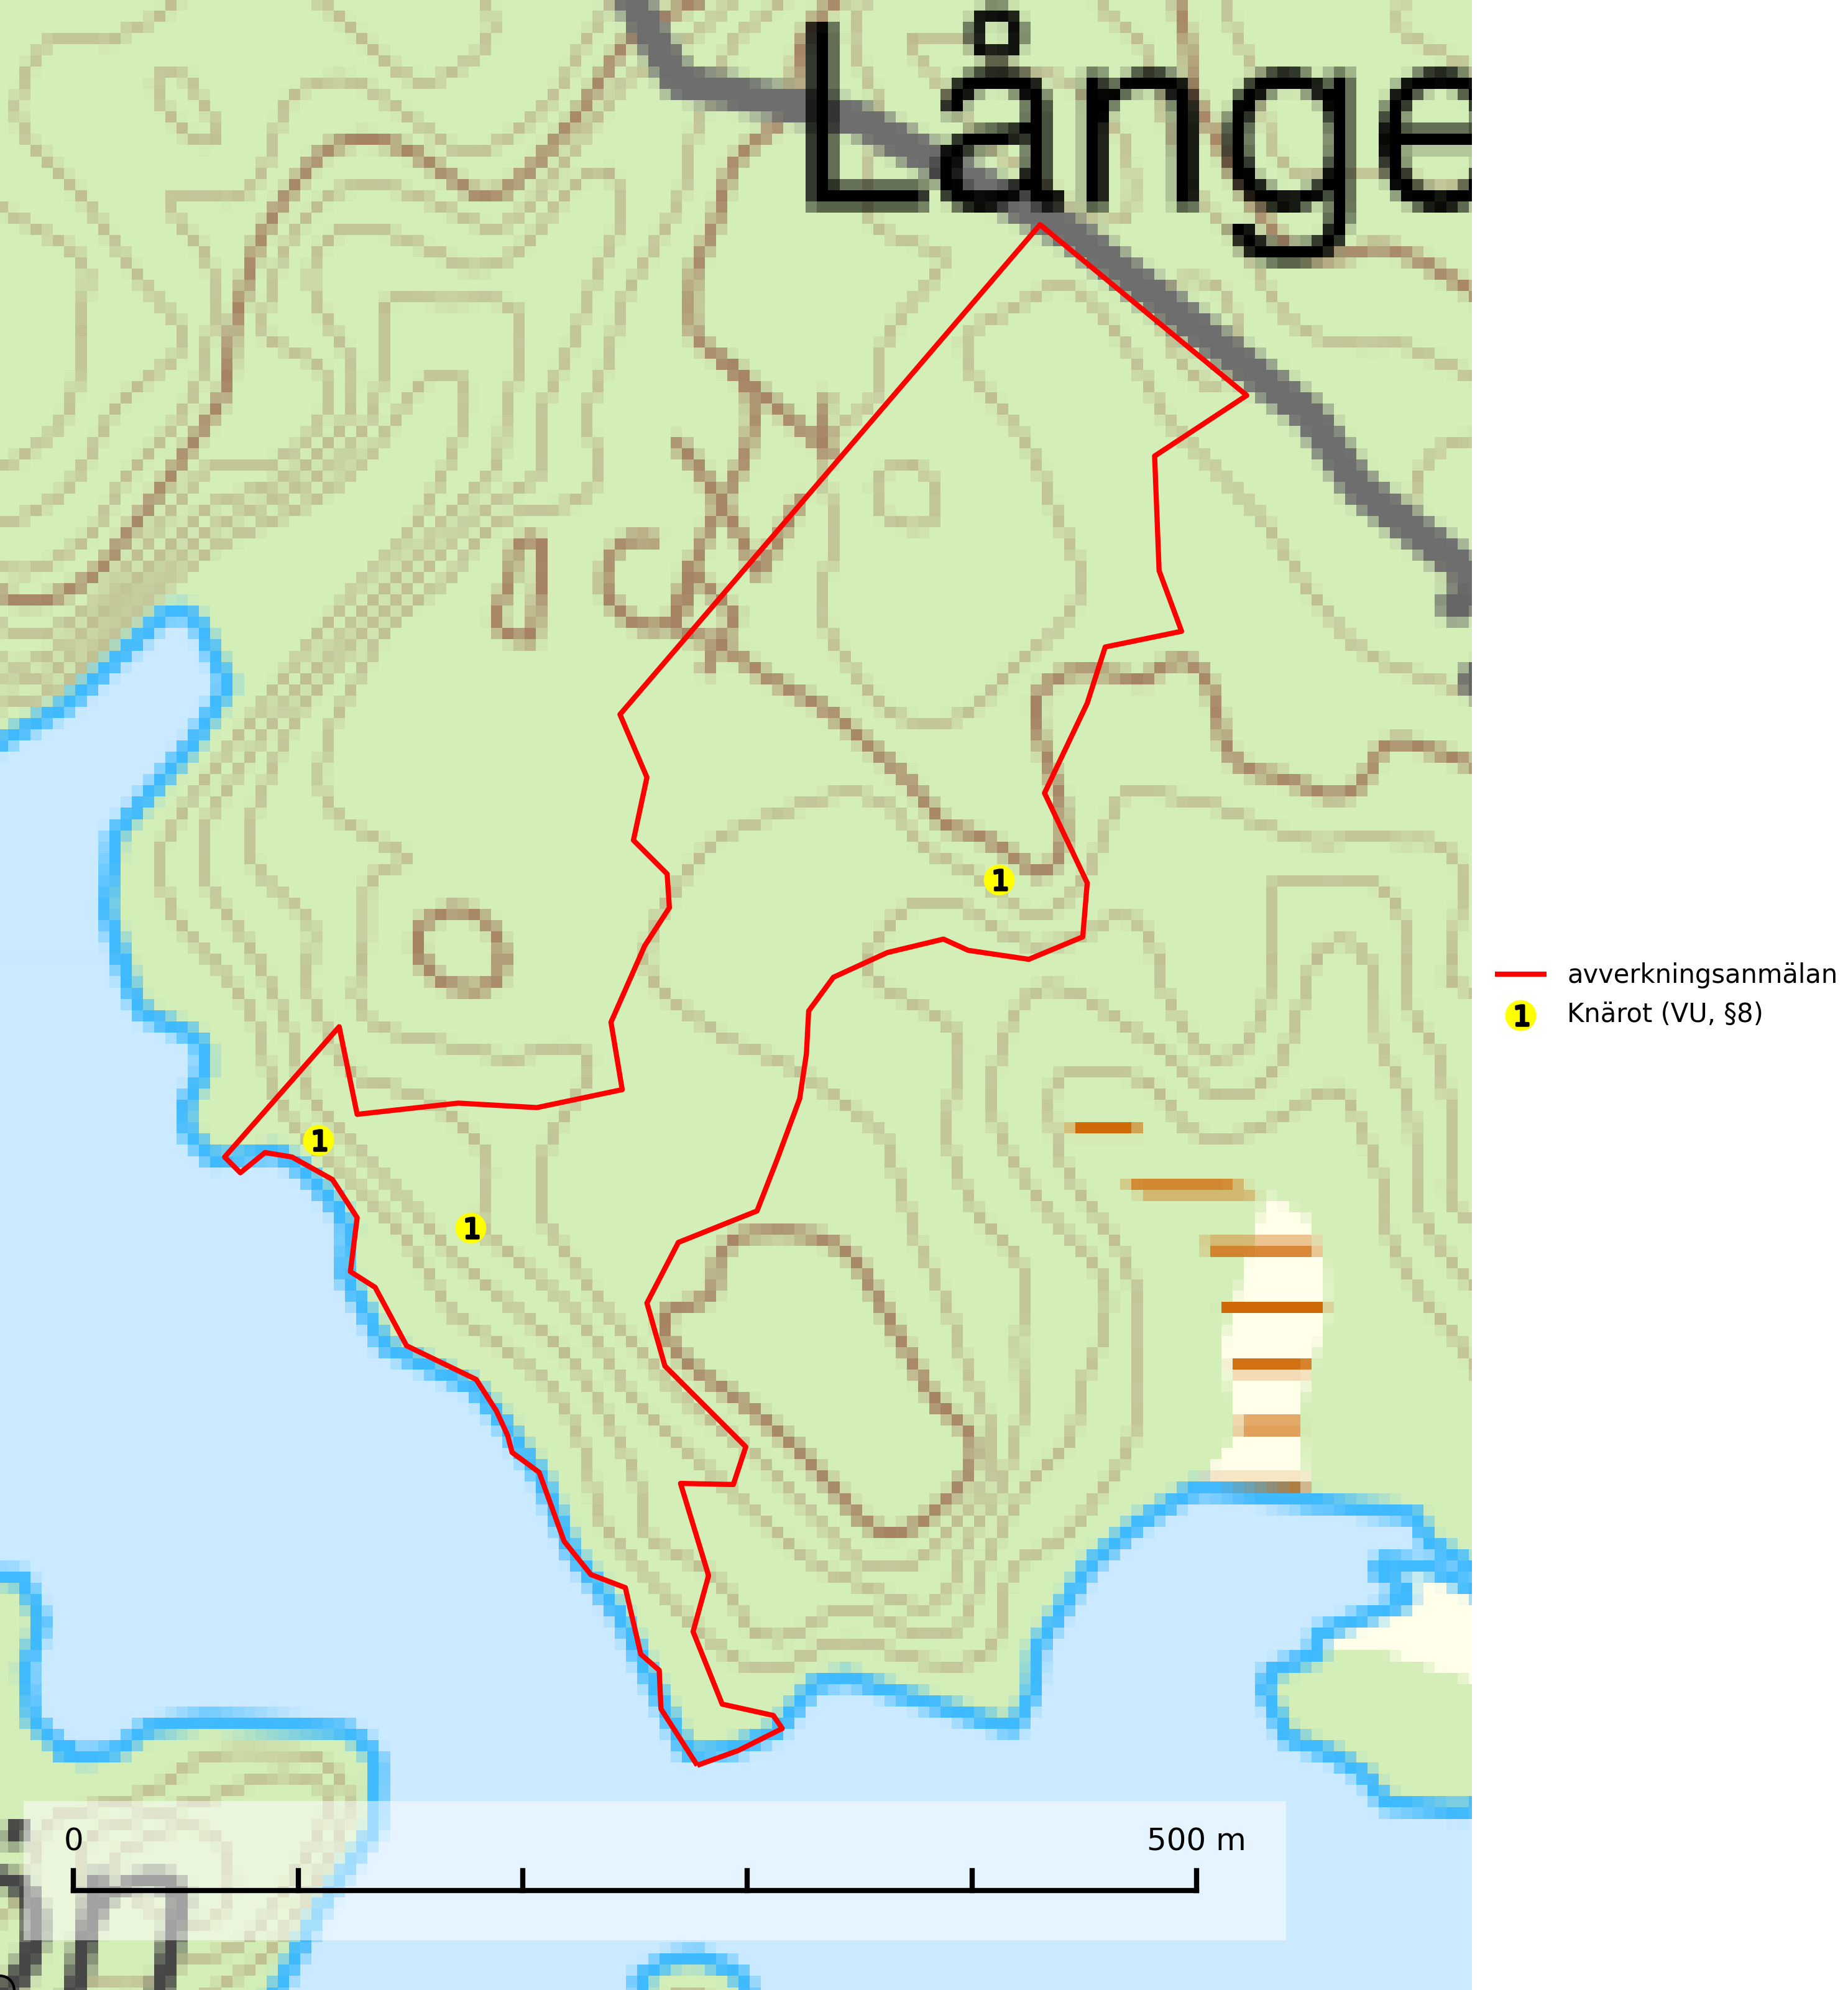 Långe
1
1
1
avverkningsanmälan
1 Knärot (VU, §8)
0 500 m